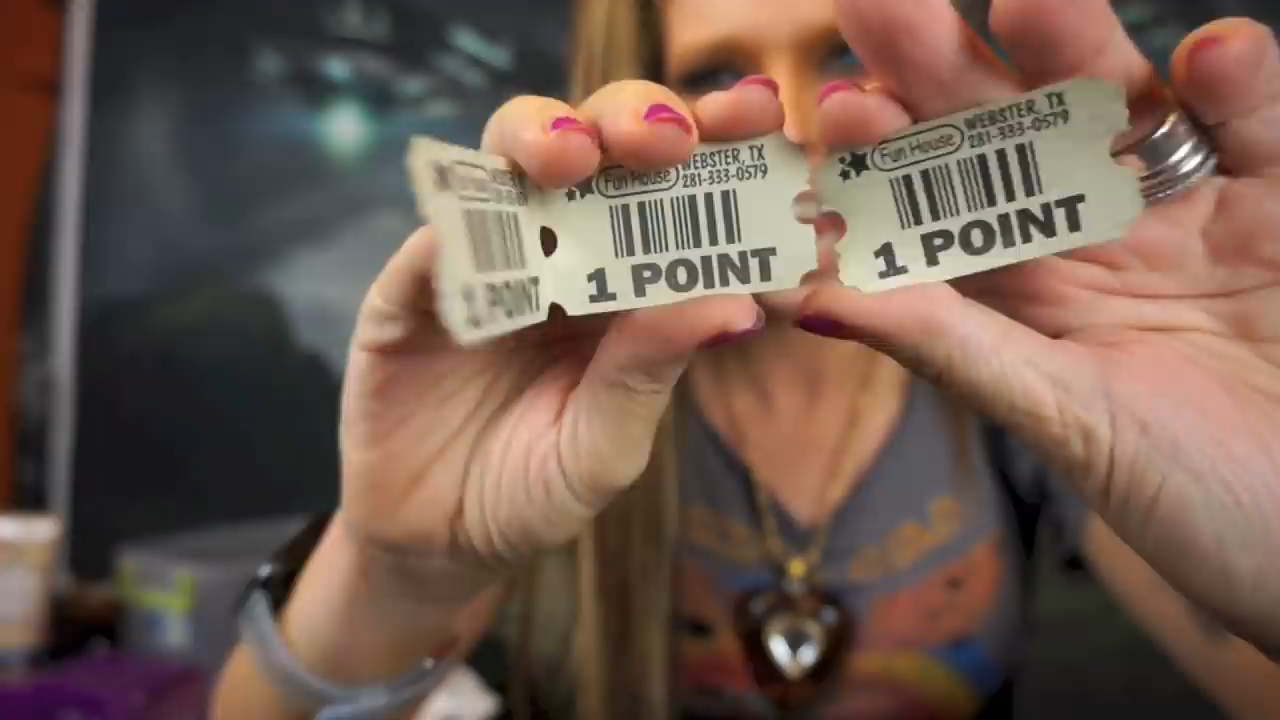 1 POINT
Fun House
WEBSTER, TX
281-333-0579
1 POINT
Fun House
WEBSTER, TX
281-333-0579
1 POINT